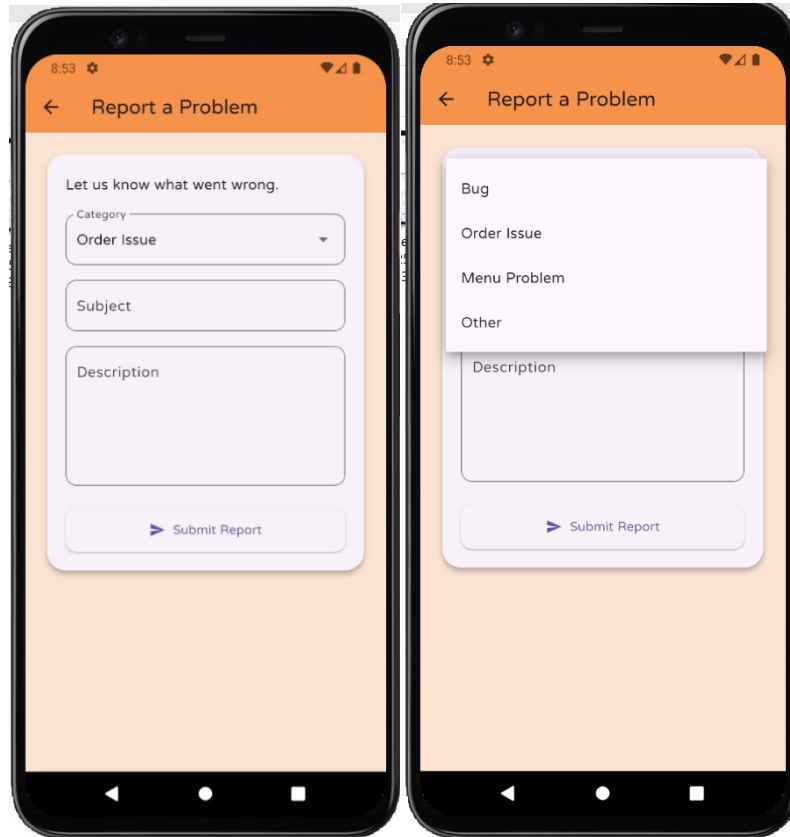 8:53
Report a Problem
Let us know what went wrong.
Category
Order Issue
Subject
Description
Submit Report
8:53
Report a Problem
Bug
Order Issue
Menu Problem
Other
Description
Submit Report